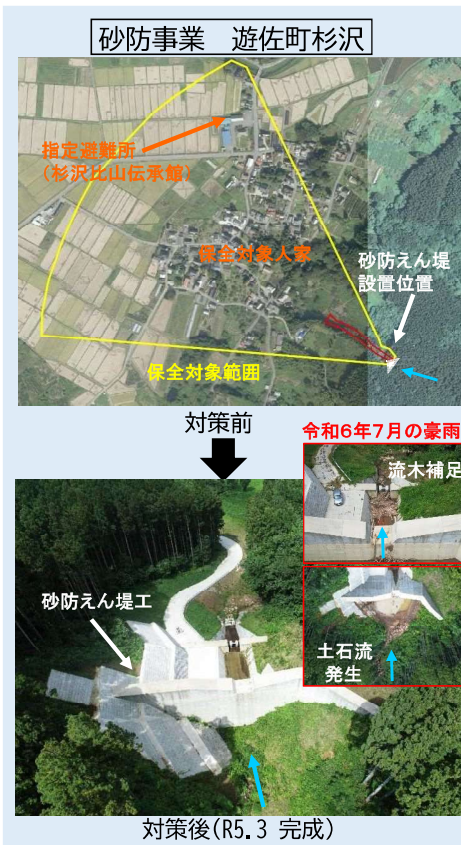 砂防事業　遊佐町杉沢
指定避難所
(杉沢比山伝承館)
保全対象人家
砂防えん堤
設置位置
保全対象範囲
対策前
令和6年7月の豪雨
流木補足
砂防えん堤工
土石流
発生
対策後(R5.3 完成)